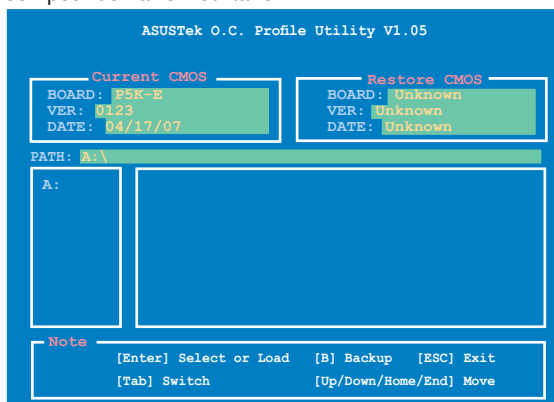 ASUSTek O.C. Profile Utility V1.05
Current CMOS
BOARD: P5K-E
VER: 0123
DATE: 04/17/07
Restore CMOS
BOARD: Unknown
VER: Unknown
DATE: Unknown
PATH: A:\
A:
Note
[Enter] Select or Load [B] Backup [ESC] Exit
[Tab] Switch [Up/Down/Home/End] Move